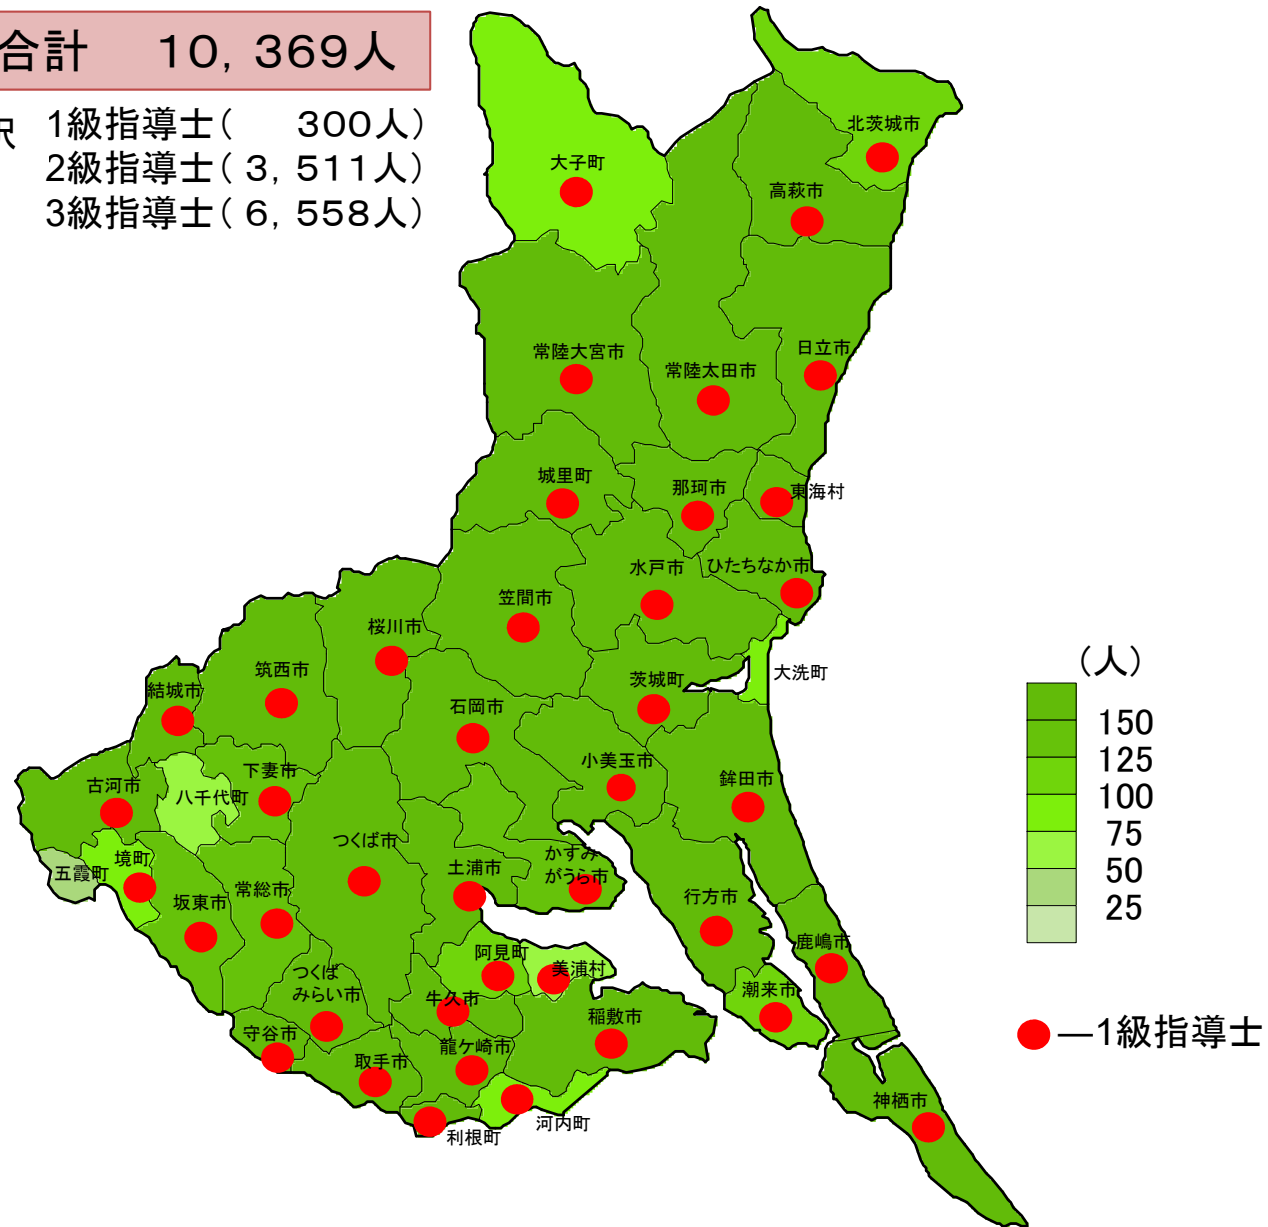 合計　10, 369人
訳　1級指導士(　300人)
2級指導士( 3, 511人)
3級指導士( 6, 558人)
北茨城市
大子町
高萩市
日立市
常陸大宮市
常陸太田市
城里町
那珂市
東海村
水戸市
ひたちなか市
笠間市
桜川市
筑西市
大洗町
茨城町
結城市
石岡市
小美玉市
下妻市
鉾田市
古河市
八千代町
つくば市
かすみ
がうら市
境町
土浦市
五霞町
常総市
坂東市
行方市
鹿嶋市
阿見町
美浦村
つくば
みらい市
潮来市
牛久市
稲敷市
守谷市
龍ケ崎市
取手市
神栖市
河内町
利根町
(人)
150
125
100
75
50
25
―1級指導士